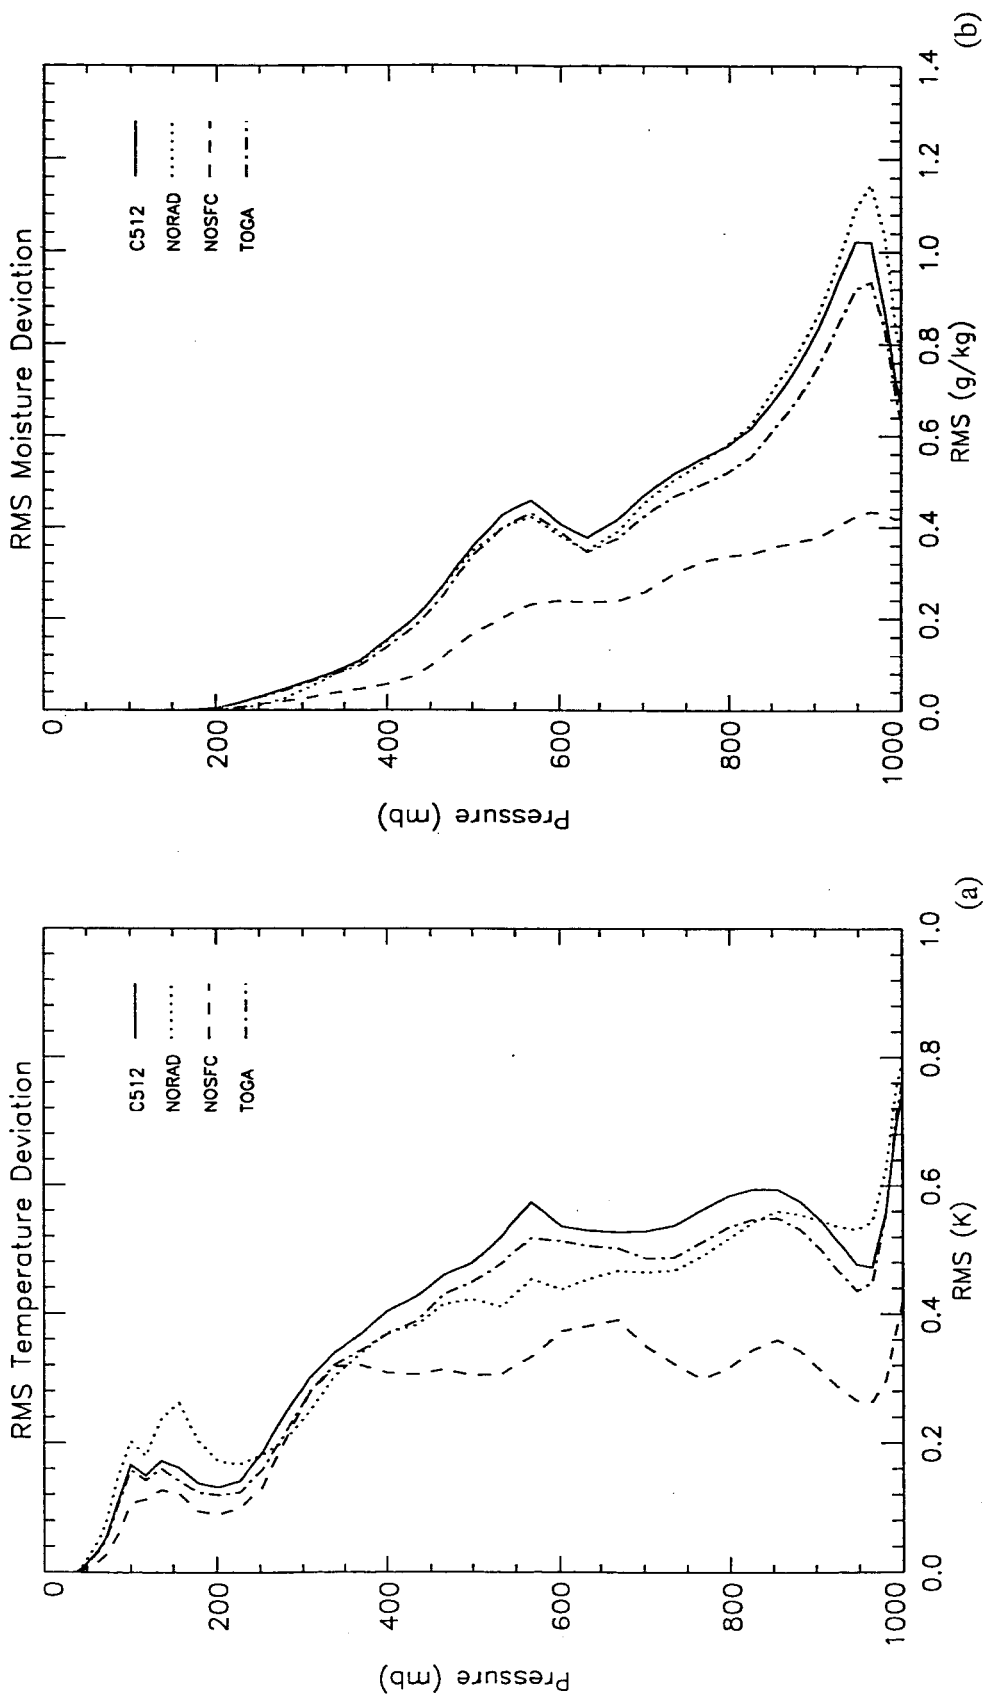 RMS Temperature Deviation
0
200
400
600
800
1000
Pressure (mb)
C512
NORAD
NOSFC
TOGA
0.0
0.2
0.4
0.6
0.8
1.0
RMS (K)
(a)
RMS Moisture Deviation
0
200
400
600
800
1000
Pressure (mb)
C512
NORAD
NOSFC
TOGA
0.0
0.2
0.4
0.6
0.8
1.0
1.2
1.4
RMS (g/kg)
(b)